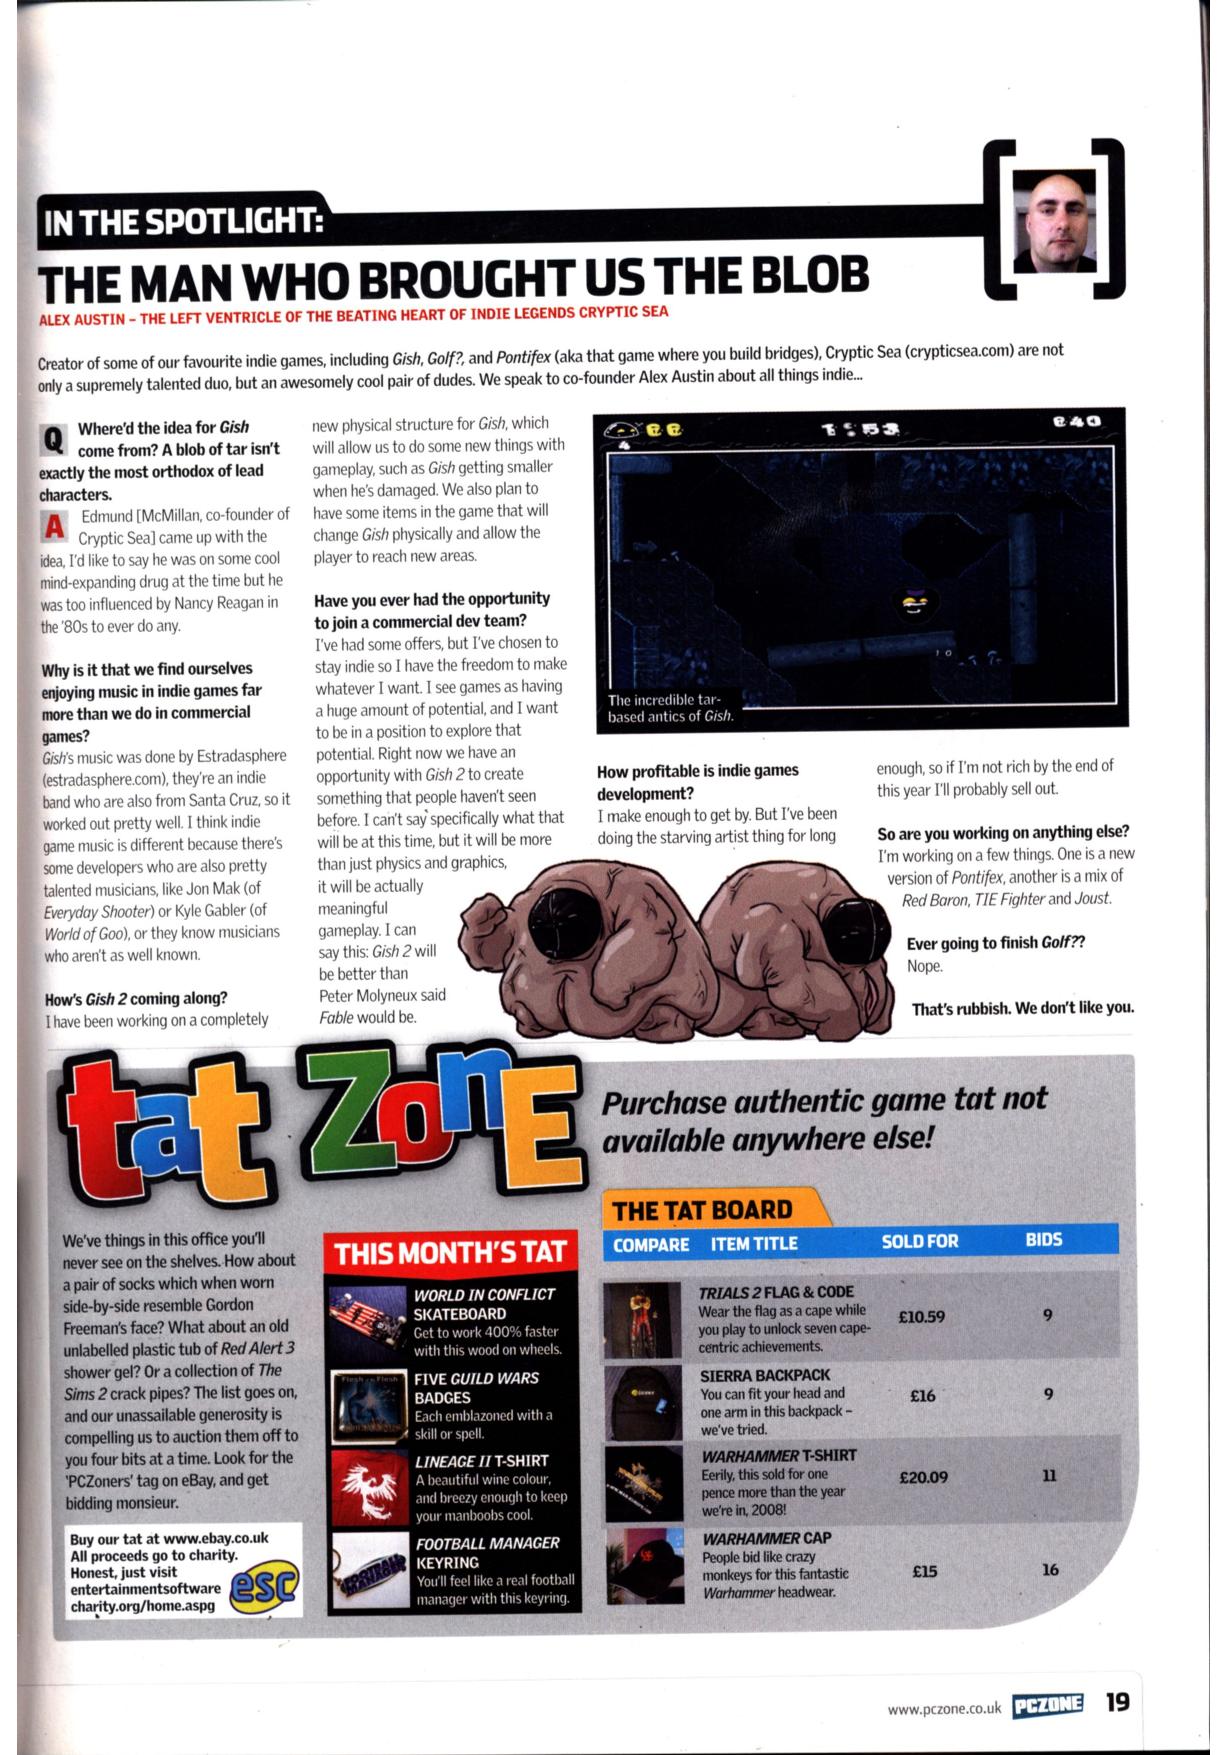 IN THE SPOTLIGHT:
THE MAN WHO BROUGHT US THE BLOB
ALEX AUSTIN – THE LEFT VENTRICLE OF THE BEATING HEART OF INDIE LEGENDS CRYPTIC SEA
Creator of some of our favourite indie games, including Gish, Golf?, and Pontifex (aka that game where you build bridges), Cryptic Sea (crypticsea.com) are not
only a supremely talented duo, but an awesomely cool pair of dudes. We speak to co-founder Alex Austin about all things indie...
Q Where'd the idea for Gish
come from? A blob of tar isn't
exactly the most orthodox of lead
characters.
A Edmund [McMillan, co-founder of
Cryptic Sea] came up with the
idea, I'd like to say he was on some cool
mind-expanding drug at the time but he
was too influenced by Nancy Reagan in
the '80s to ever do any.
Why is it that we find ourselves
enjoying music in indie games far
more than we do in commercial
games?
Gish's music was done by Estradasphere
(estradasphere.com), they're an indie
band who are also from Santa Cruz, so it
worked out pretty well. I think indie
game music is different because there's
some developers who are also pretty
talented musicians, like Jon Mak (of
Everyday Shooter) or Kyle Gabler (of
World of Goo), or they know musicians
who aren't as well known.
How's Gish 2 coming along?
I have been working on a completely
new physical structure for Gish, which
will allow us to do some new things with
gameplay, such as Gish getting smaller
when he's damaged. We also plan to
have some items in the game that will
change Gish physically and allow the
player to reach new areas.
Have you ever had the opportunity
to join a commercial dev team?
I've had some offers, but I've chosen to
stay indie so I have the freedom to make
whatever I want. I see games as having
a huge amount of potential, and I want
to be in a position to explore that
potential. Right now we have an
opportunity with Gish 2 to create
something that people haven't seen
before. I can't say specifically what that
will be at this time, but it will be more
than just physics and graphics,
it will be actually
meaningful
gameplay. I can
say this: Gish 2 will
be better than
Peter Molyneux said
Fable would be.
4
1:53
840
10
The incredible tar-
based antics of Gish.
How profitable is indie games
development?
I make enough to get by. But I've been
doing the starving artist thing for long
enough, so if I'm not rich by the end of
this year I'll probably sell out.
So are you working on anything else?
I'm working on a few things. One is a new
version of Pontifex, another is a mix of
Red Baron, TIE Fighter and Joust.
Ever going to finish Golf??
Nope.
That's rubbish. We don't like you.
tat ZonE
Purchase authentic game tat not
available anywhere else!
We've things in this office you'll
never see on the shelves. How about
a pair of socks which when worn
side-by-side resemble Gordon
Freeman's face? What about an old
unlabelled plastic tub of Red Alert 3
shower gel? Or a collection of The
Sims 2 crack pipes? The list goes on,
and our unassailable generosity is
compelling us to auction them off to
you four bits at a time. Look for the
'PCZoners' tag on eBay, and get
bidding monsieur.
Buy our tat at www.ebay.co.uk
All proceeds go to charity.
Honest, just visit
entertainmentsoftware
charity.org/home.aspg
esc
THIS MONTH'S TAT
WORLD IN CONFLICT
SKATEBOARD
Get to work 400% faster
with this wood on wheels.
FIVE GUILD WARS
BADGES
Each emblazoned with a
skill or spell.
LINEAGE II T-SHIRT
A beautiful wine colour,
and breezy enough to keep
your manboobs cool.
FOOTBALL MANAGER
KEYRING
You'll feel like a real football
manager with this keyring.
THE TAT BOARD
COMPARE ITEM TITLE SOLD FOR BIDS
TRIALS 2 FLAG & CODE
Wear the flag as a cape while
you play to unlock seven cape-
centric achievements.
£10.59 9
SIERRA BACKPACK
You can fit your head and
one arm in this backpack –
we've tried.
£16 9
WARHAMMER T-SHIRT
Eerily, this sold for one
pence more than the year
we're in, 2008!
£20.09 11
WARHAMMER CAP
People bid like crazy
monkeys for this fantastic
Warhammer headwear.
£15 16
www.pczone.co.uk PCZONE 19